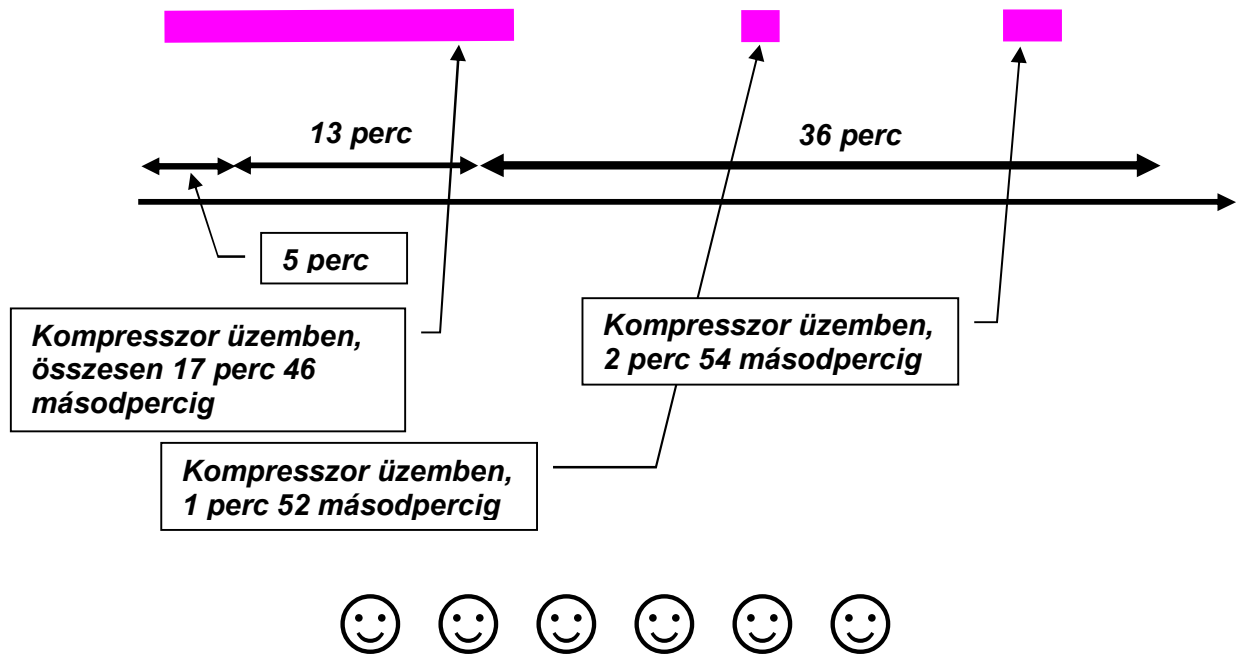 13 perc
36 perc
5 perc
Kompresszor üzemben,
összesen 17 perc 46
másodpercig
Kompresszor üzemben,
2 perc 54 másodpercig
Kompresszor üzemben,
1 perc 52 másodpercig